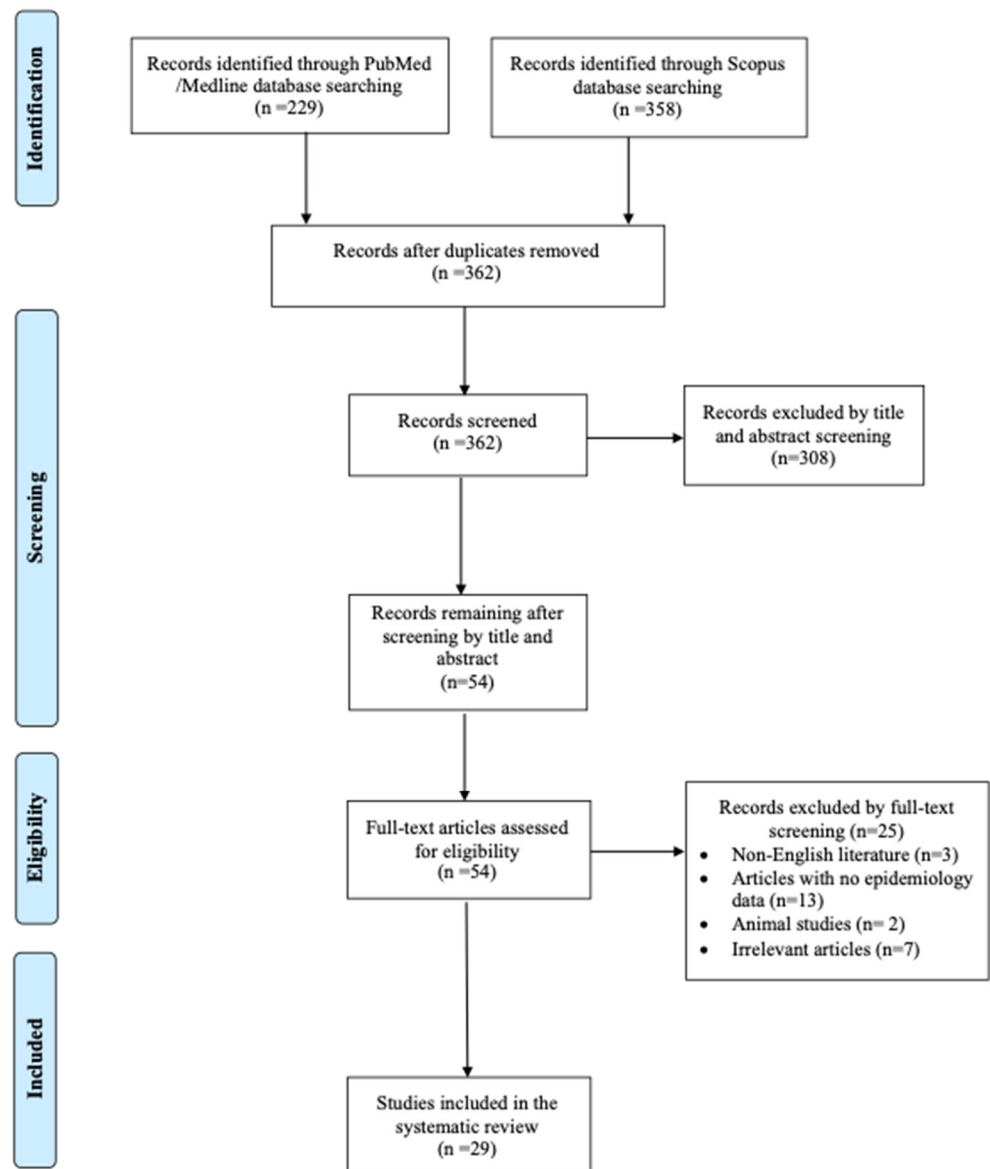 Identification
Records identified through PubMed
/Medline database searching
(n =229)
Records identified through Scopus
database searching
(n =358)
Records after duplicates removed
(n =362)
Screening
Records screened
(n =362)
Records excluded by title
and abstract screening
(n=308)
Records remaining after
screening by title and
abstract
(n=54)
Eligibility
Full-text articles assessed
for eligibility
(n =54)
Records excluded by full-text
screening (n=25)
• Non-English literature (n=3)
• Articles with no epidemiology
data (n=13)
• Animal studies (n= 2)
• Irrelevant articles (n=7)
Included
Studies included in the
systematic review
(n =29)